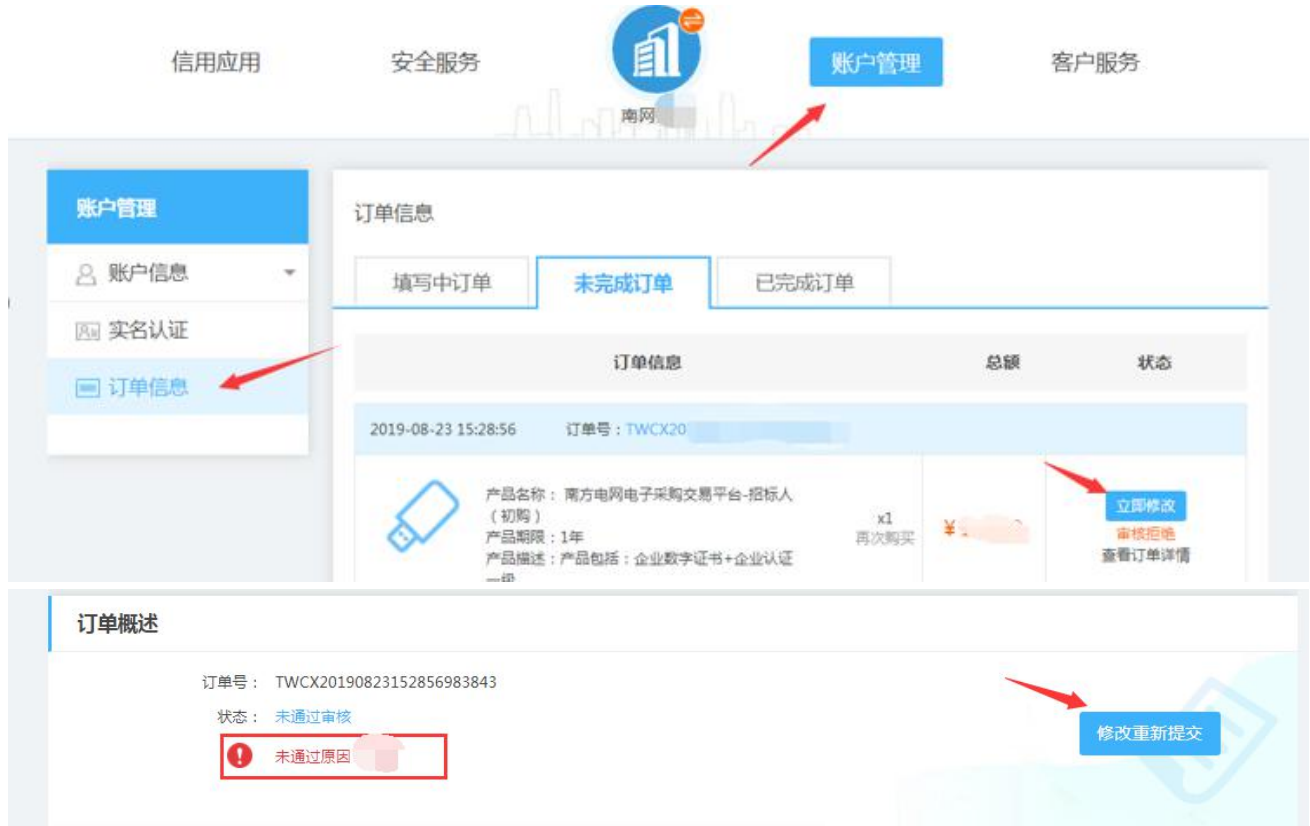 信用应用
安全服务
南网
账户管理
客户服务
账户管理
账户信息
实名认证
订单信息
订单信息
填写中订单
未完成订单
已完成订单
订单信息
总额
状态
2019-08-23 15:28:56
订单号：TWCX20
产品名称： 南方电网电子采购交易平台-招标人
（初购）
产品期限：1年
产品描述：产品包括：企业数字证书+企业认证
x1
再次购买
￥
立即修改
审核拒绝
查看订单详情
订单概述
订单号： TWCX20190823152856983843
状态： 未通过审核
未通过原因
修改重新提交